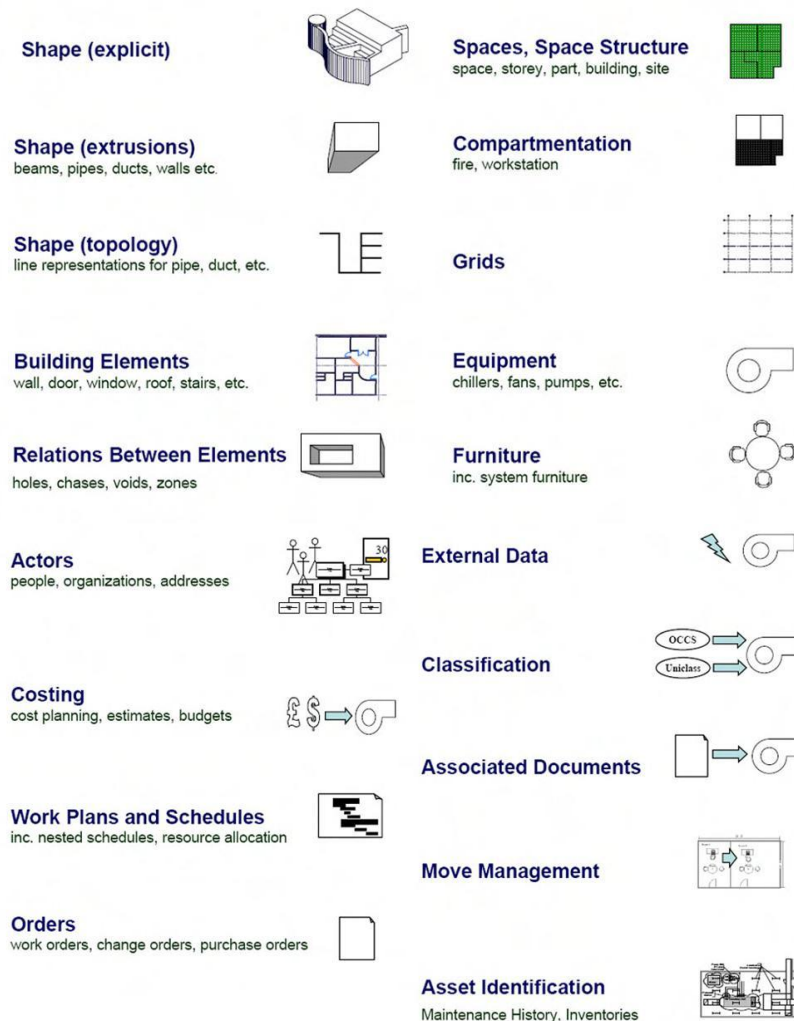 Shape (explicit)
Shape (extrusions)
beams, pipes, ducts, walls etc.
Shape (topology)
line representations for pipe, duct, etc.
Building Elements
wall, door, window, roof, stairs, etc.
Relations Between Elements
holes, chases, voids, zones
Actors
people, organizations, addresses
30
Costing
cost planning, estimates, budgets
£ $
Work Plans and Schedules
inc. nested schedules, resource allocation
Orders
work orders, change orders, purchase orders
Spaces, Space Structure
space, storey, part, building, site
Compartmentation
fire, workstation
Grids
Equipment
chillers, fans, pumps, etc.
Furniture
inc. system furniture
External Data
Classification
OCCS
Uniclass
Associated Documents
Move Management
Asset Identification
Maintenance History, Inventories